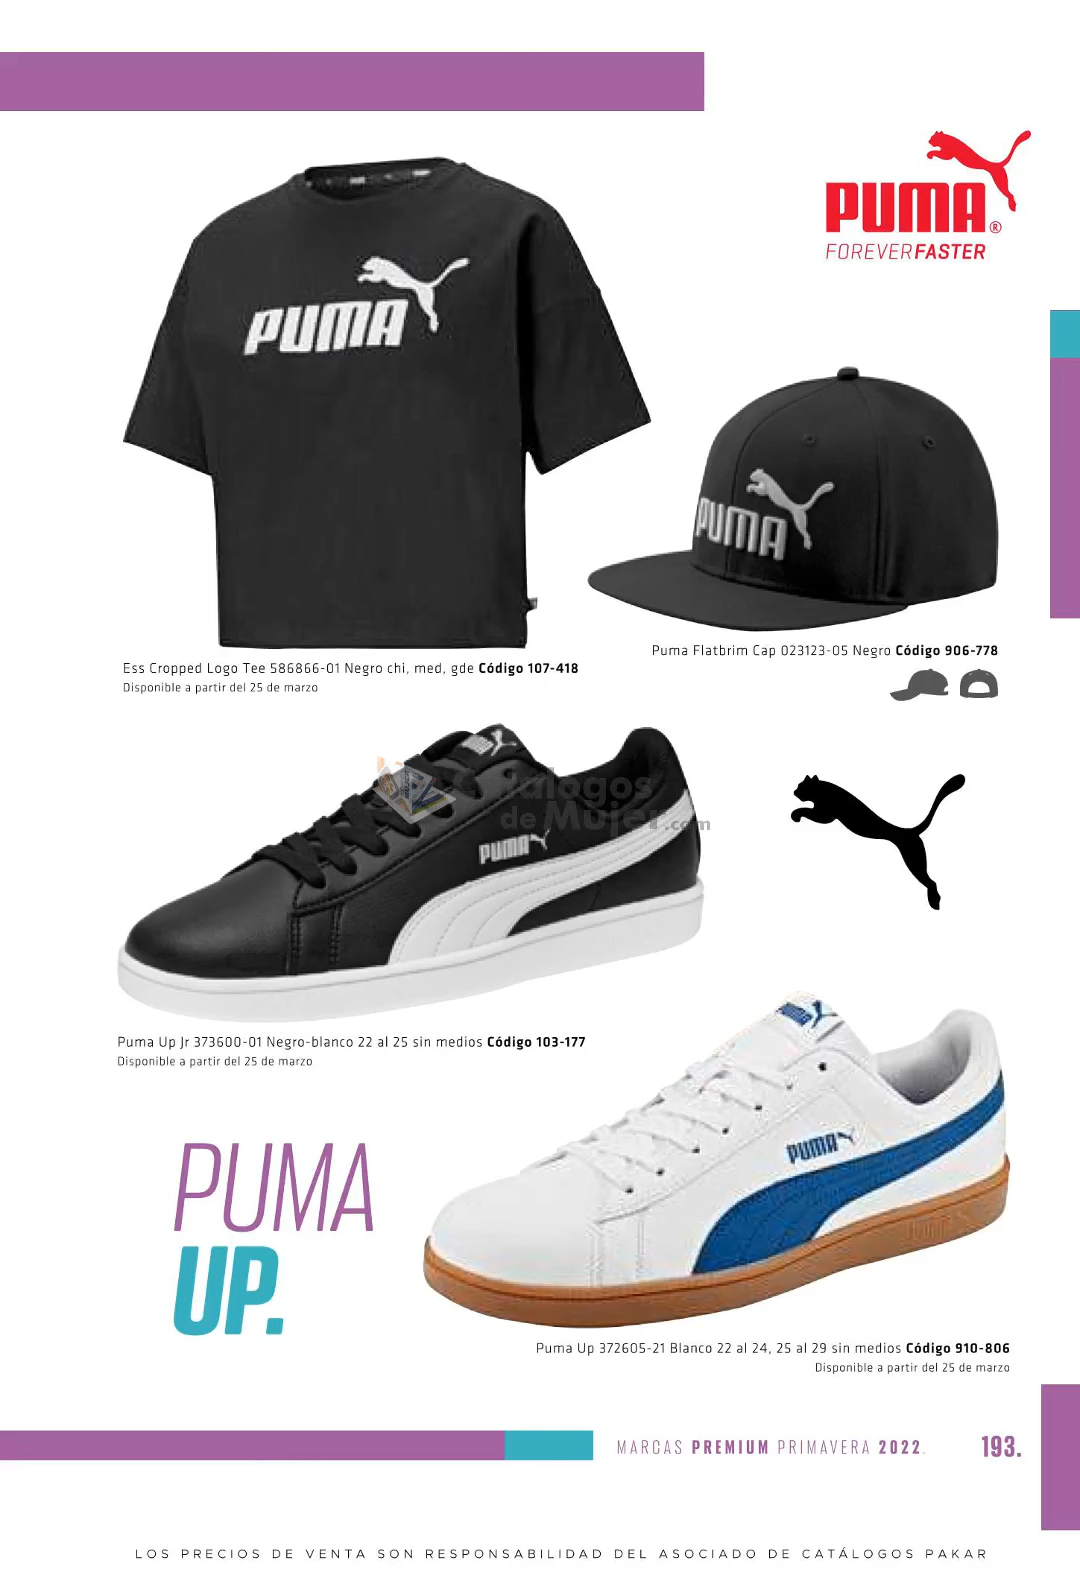 PUMA®
FOREVERFASTER
PUMA
PUMA
Ess Cropped Logo Tee 586866-01 Negro chi, med, gde Código 107-418
Disponible a partir del 25 de marzo
Puma Flatbrim Cap 023123-05 Negro Código 906-778
Catálogos
de Mujer.com
PUMA
Puma Up Jr 373600-01 Negro-blanco 22 al 25 sin medios Código 103-177
Disponible a partir del 25 de marzo
PUMA
PUMA
UP.
Puma Up 372605-21 Blanco 22 al 24, 25 al 29 sin medios Código 910-806
Disponible a partir del 25 de marzo
MARCAS PREMIUM PRIMAVERA 2022.
193.
LOS PRECIOS DE VENTA SON RESPONSABILIDAD DEL ASOCIADO DE CATÁLOGOS PAKAR